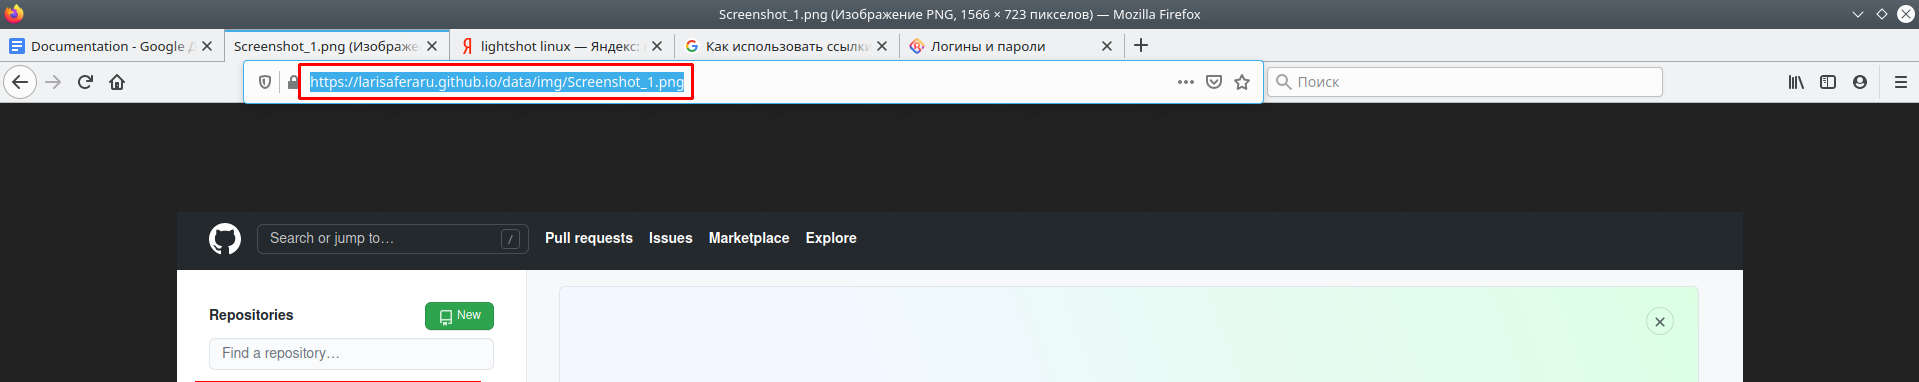 Screenshot_1.png (Изображение PNG, 1566 × 723 пикселов) — Mozilla Firefox
Documentation - Google Д
Screenshot_1.png (Изображе
lightshot linux — Яндекс:
Как использовать ссылки
Логины и пароли
https://larisaferaru.github.io/data/img/Screenshot_1.png
Поиск
Search or jump to…
/
Pull requests
Issues
Marketplace
Explore
Repositories
New
Find a repository…